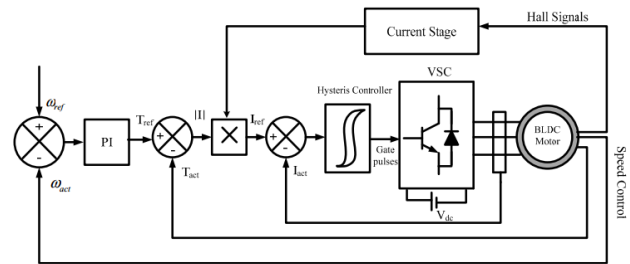 Hall Signals
Current Stage
VSC
Hysteris Controller
ω_ref
+
-
ω_act
PI
T_ref
+
-
T_act
|I|
×
I_ref
+
-
I_act
Gate
pulses
V_dc
BLDC
Motor
Speed Control